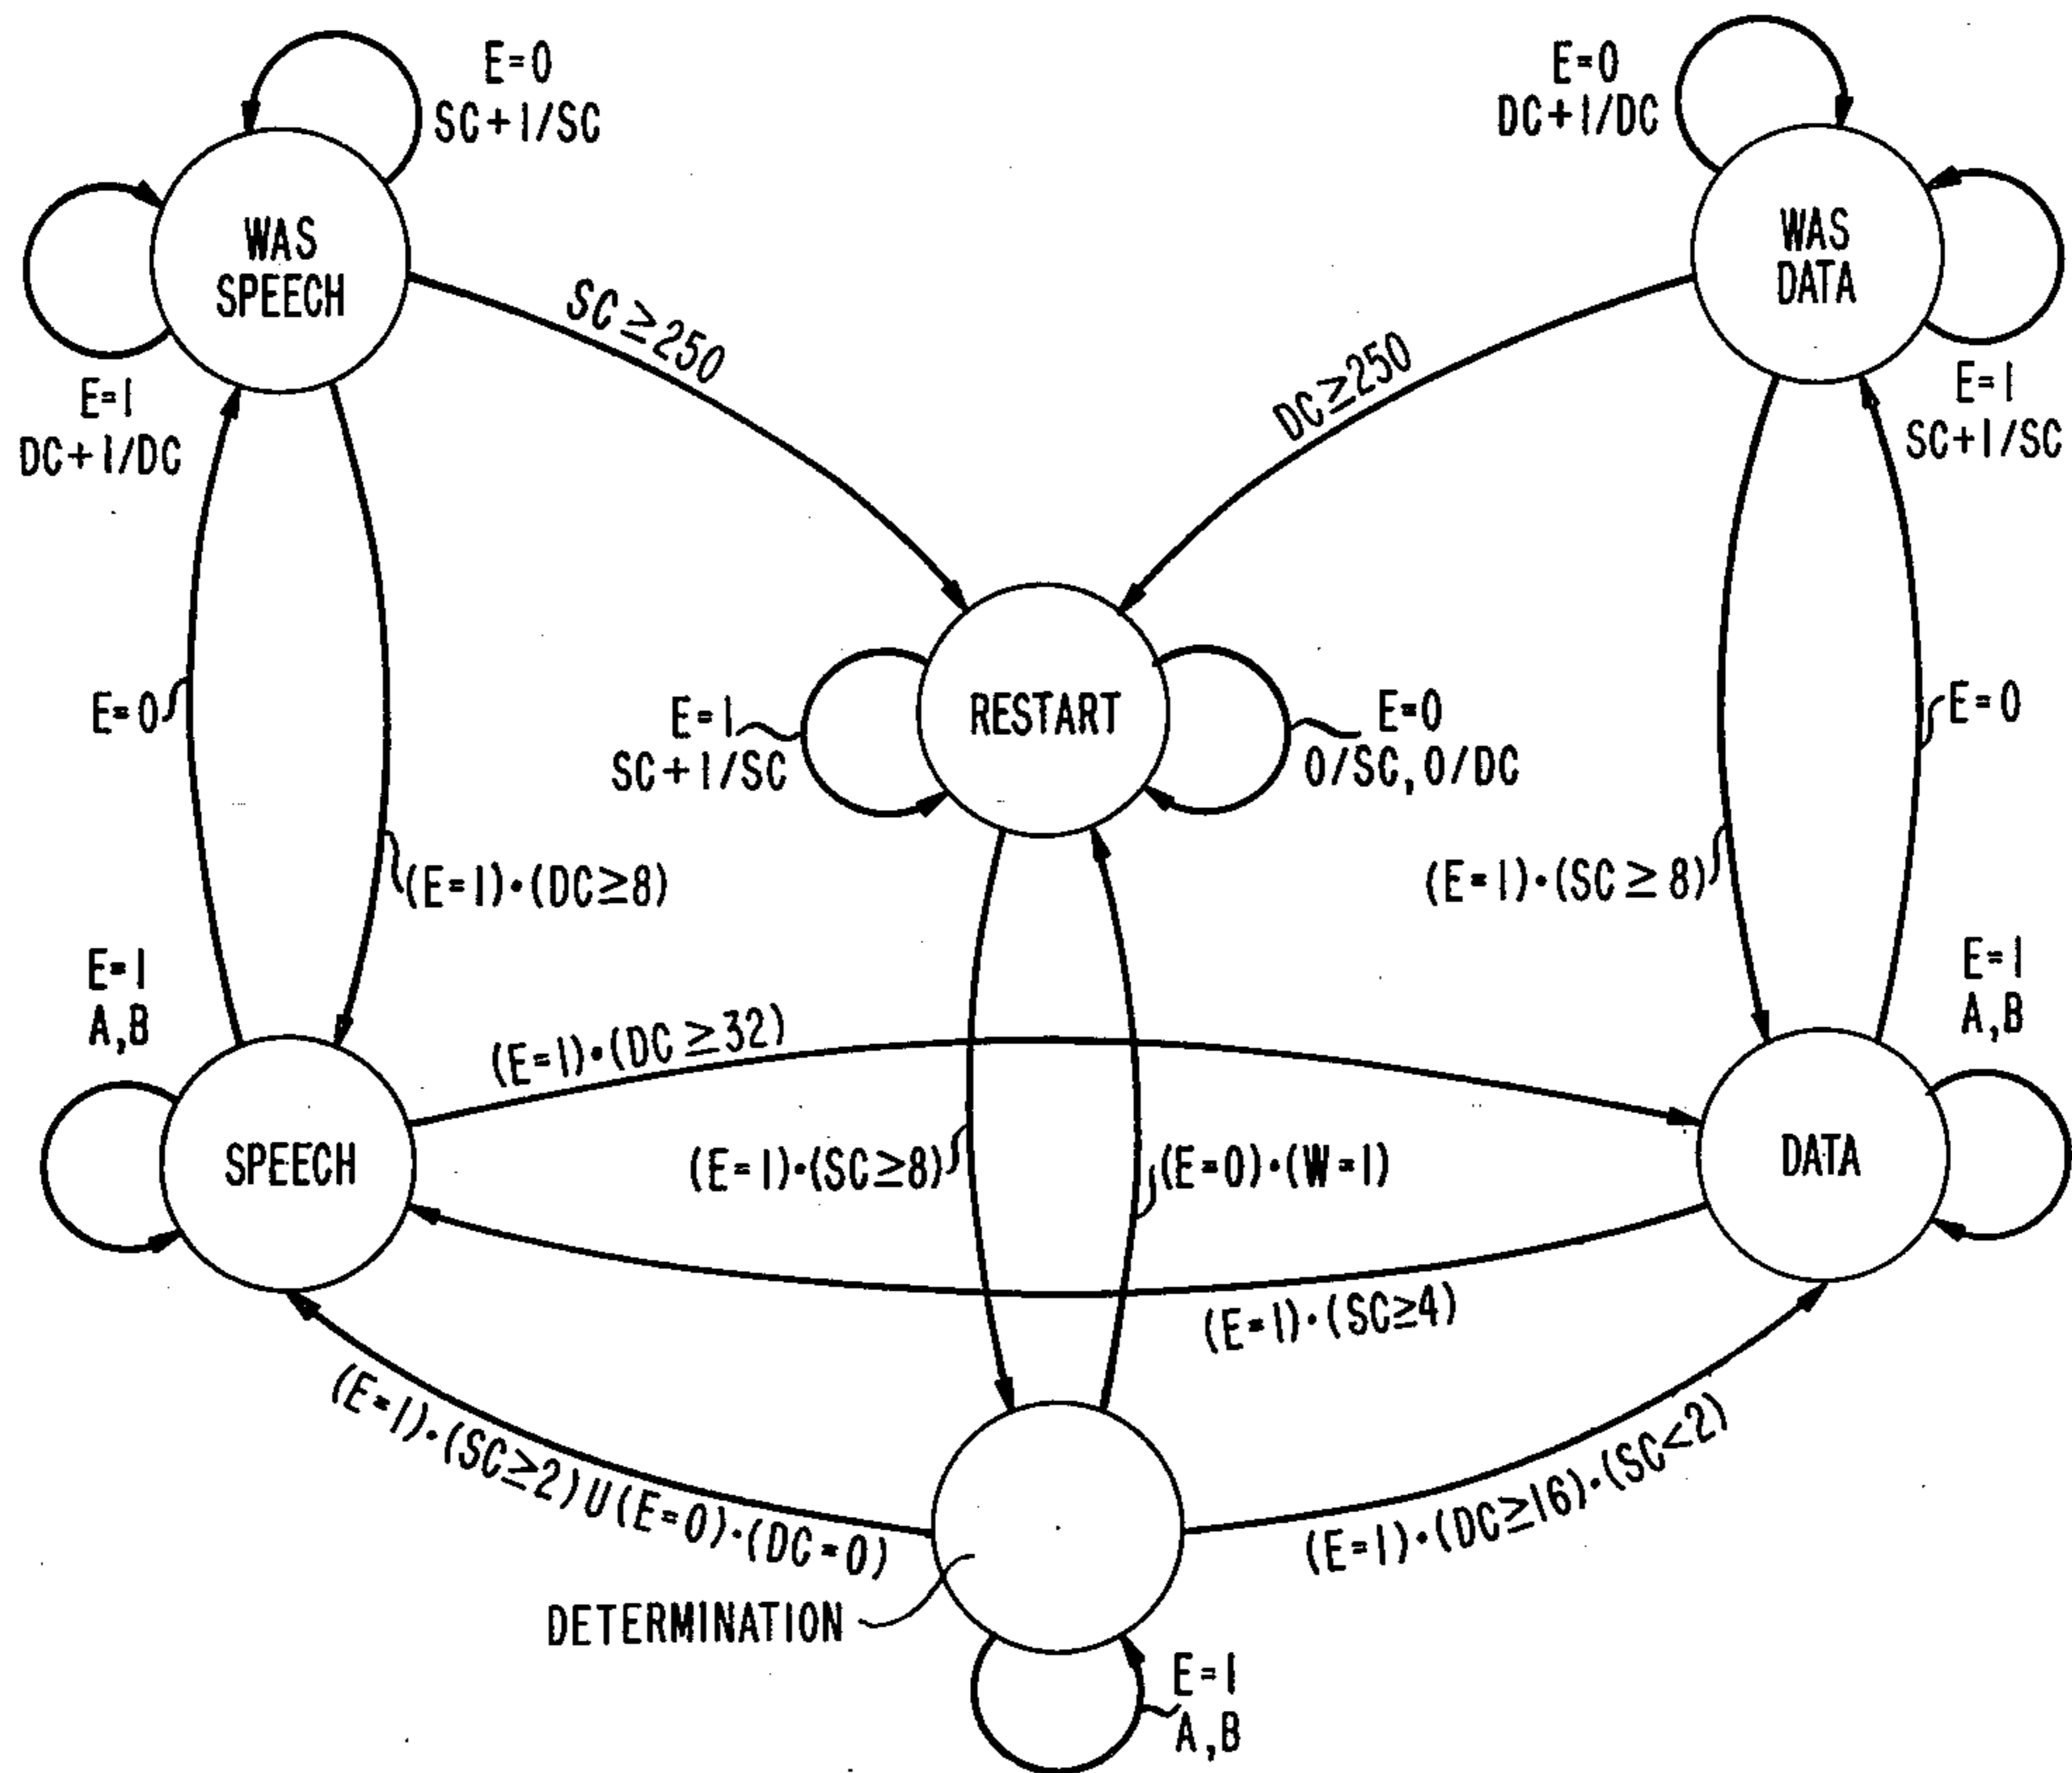 E=0
SC+1/SC
E=0
DC+1/DC
WAS
SPEECH
WAS
DATA
SC≥250
DC≥250
E=1
DC+1/DC
E=1
SC+1/SC
E=0
E=1
SC+1/SC
RESTART
E=0
0/SC,0/DC
E=0
(E=1)•(DC≥8)
(E=1)•(SC≥8)
E=1
A,B
E=1
A,B
(E=1)•(DC≥32)
SPEECH
(E=1)•(SC≥8)
(E=0)•(W=1)
DATA
(E=1)•(SC≥4)
(E=1)•(SC≥2)U(E=0)•(DC=0)
(E=1)•(DC≥16)•(SC<2)
DETERMINATION
E=1
A,B